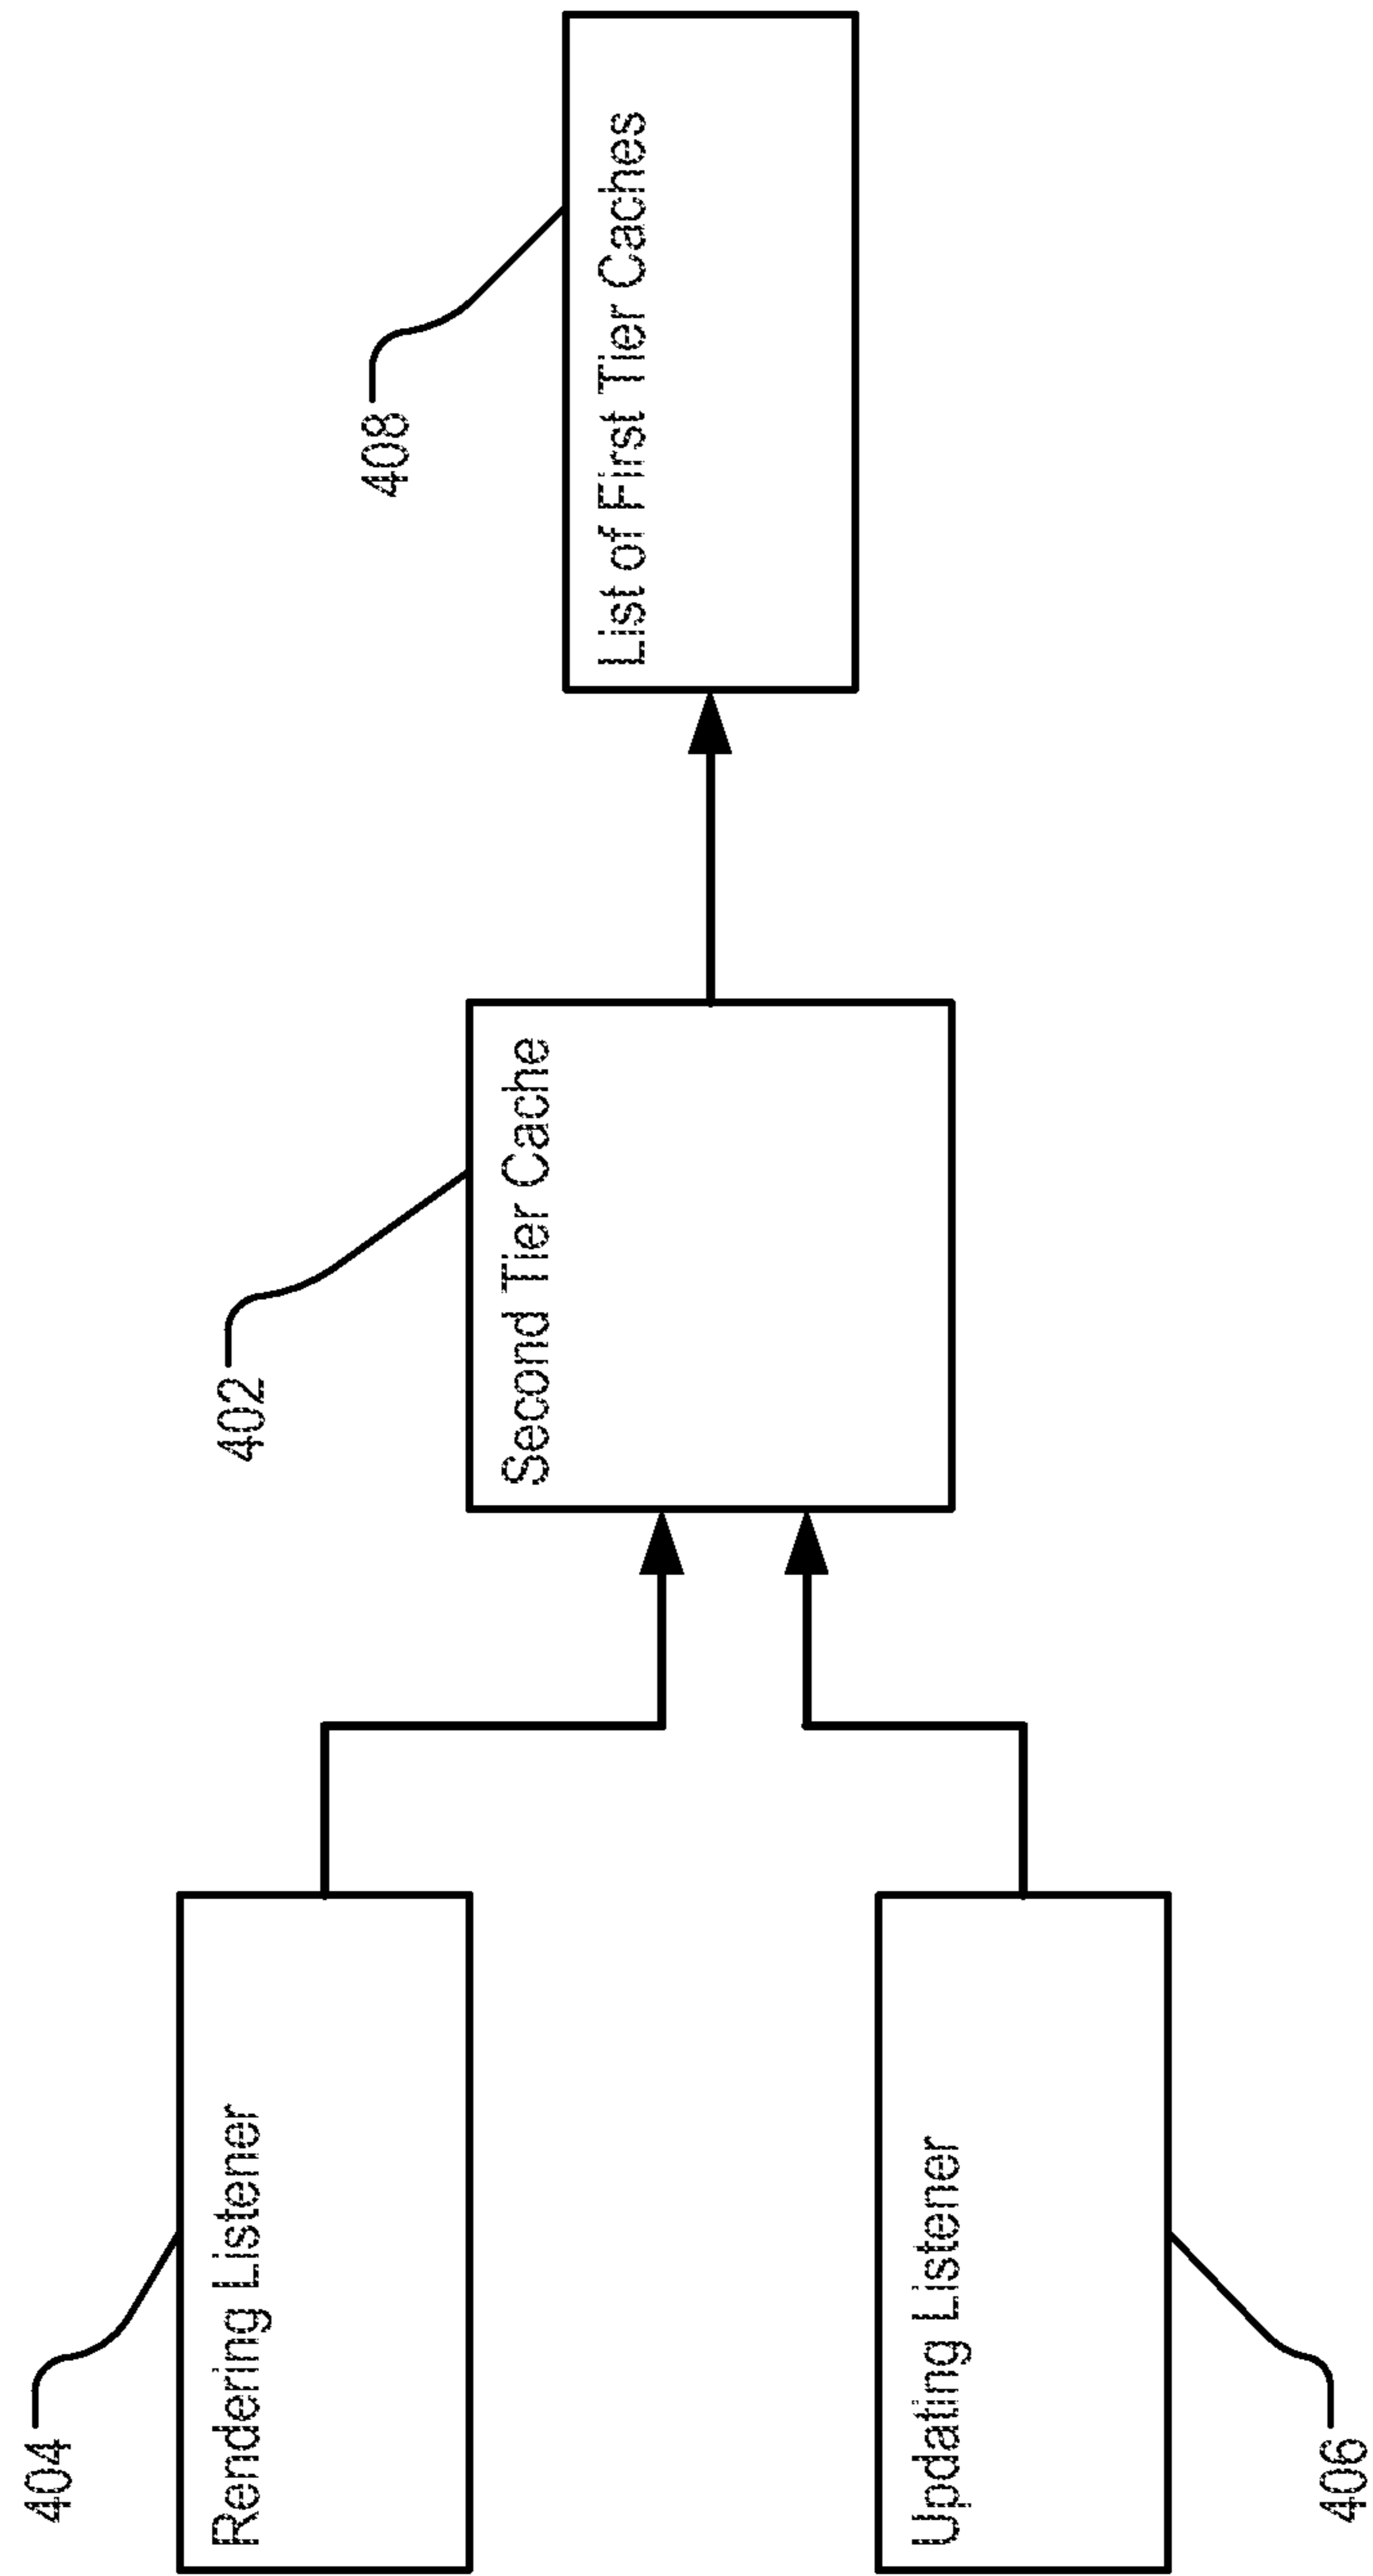 404
Rendering Listener
402
Second Tier Cache
408
List of First Tier Caches
Updating Listener
406